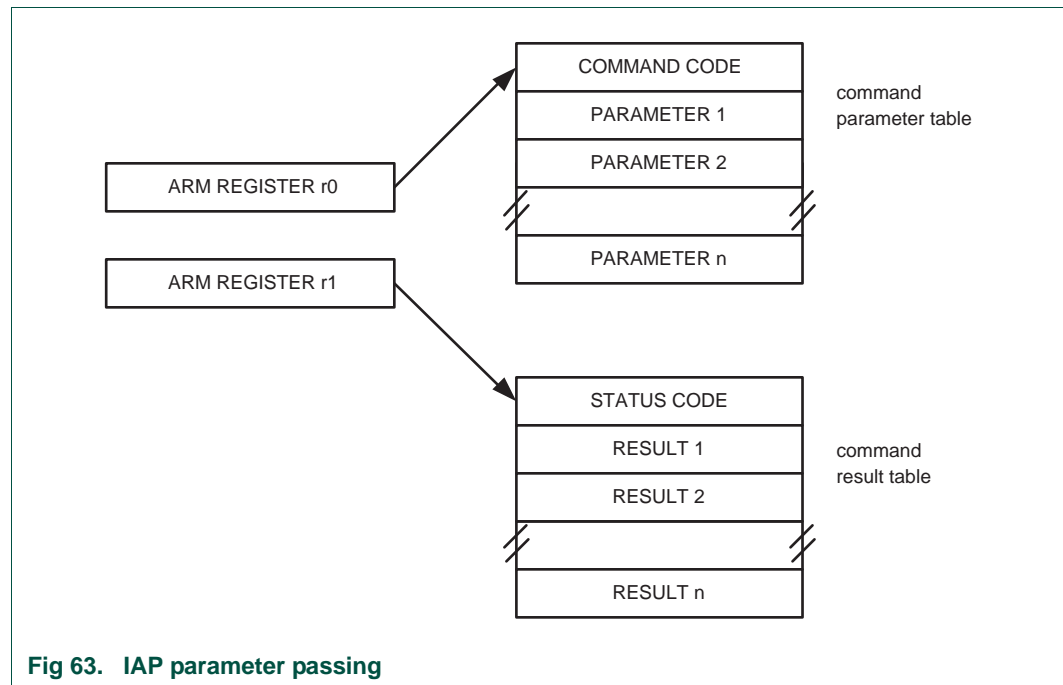 COMMAND CODE
PARAMETER 1
PARAMETER 2
PARAMETER n
command
parameter table
ARM REGISTER r0
ARM REGISTER r1
STATUS CODE
RESULT 1
RESULT 2
RESULT n
command
result table
Fig 63. IAP parameter passing